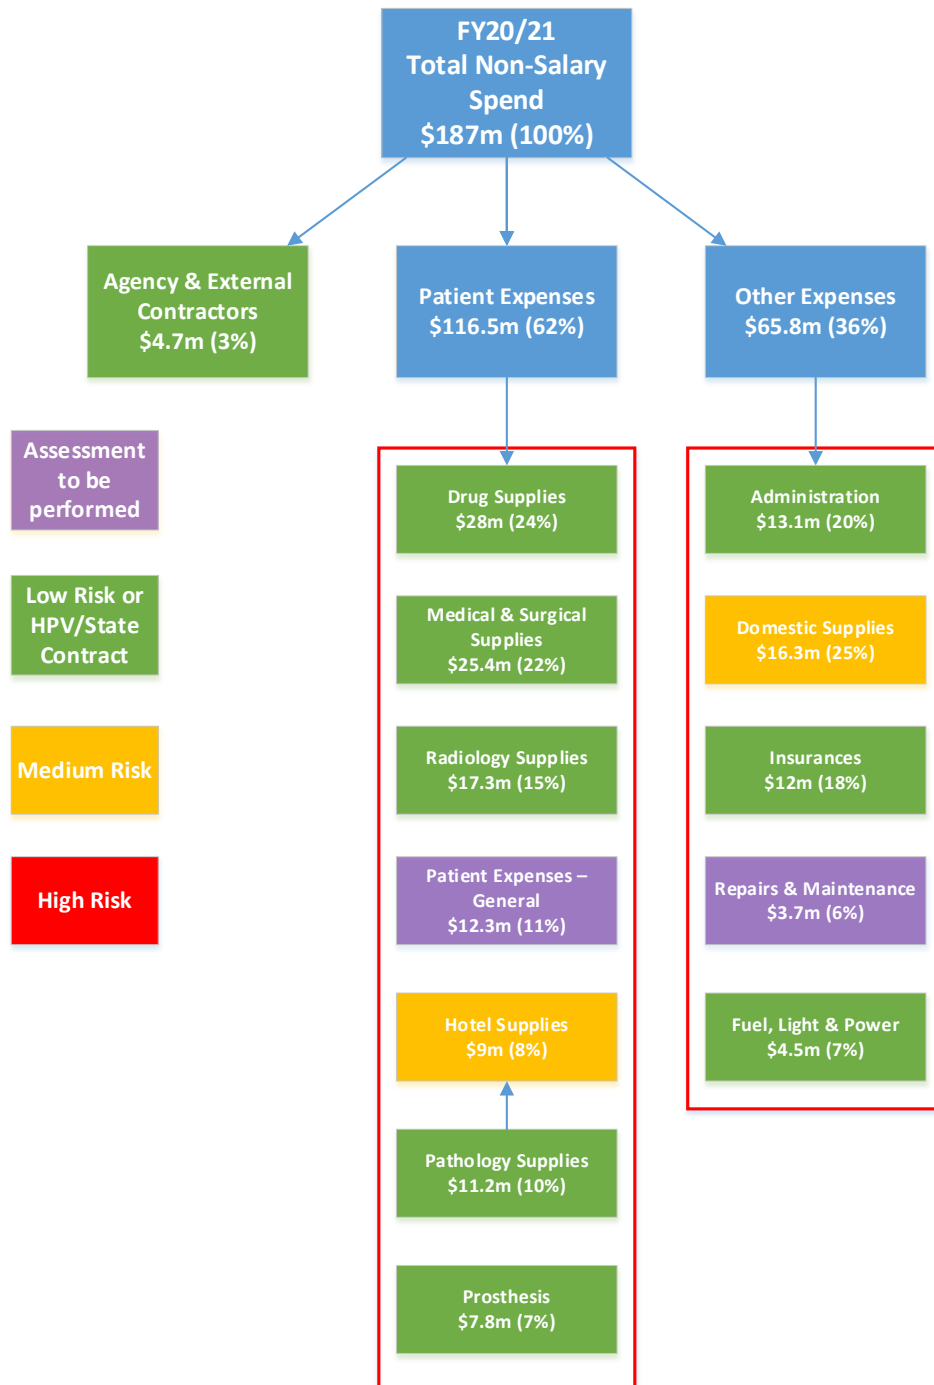 FY20/21
Total Non-Salary
Spend
$187m (100%)
Agency & External
Contractors
$4.7m (3%)
Patient Expenses
$116.5m (62%)
Other Expenses
$65.8m (36%)
Assessment
to be
performed
Low Risk or
HPV/State
Contract
Medium Risk
High Risk
Drug Supplies
$28m (24%)
Medical & Surgical
Supplies
$25.4m (22%)
Radiology Supplies
$17.3m (15%)
Patient Expenses –
General
$12.3m (11%)
Hotel Supplies
$9m (8%)
Pathology Supplies
$11.2m (10%)
Prosthesis
$7.8m (7%)
Administration
$13.1m (20%)
Domestic Supplies
$16.3m (25%)
Insurances
$12m (18%)
Repairs & Maintenance
$3.7m (6%)
Fuel, Light & Power
$4.5m (7%)